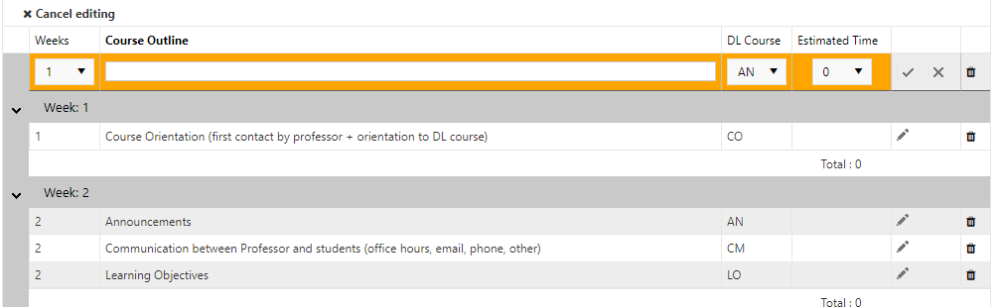 ✖ Cancel editing
Weeks Course Outline DL Course Estimated Time
1 AN 0
Week: 1
1 Course Orientation (first contact by professor + orientation to DL course) CO
Total : 0
Week: 2
2 Announcements AN
2 Communication between Professor and students (office hours, email, phone, other) CM
2 Learning Objectives LO
Total : 0